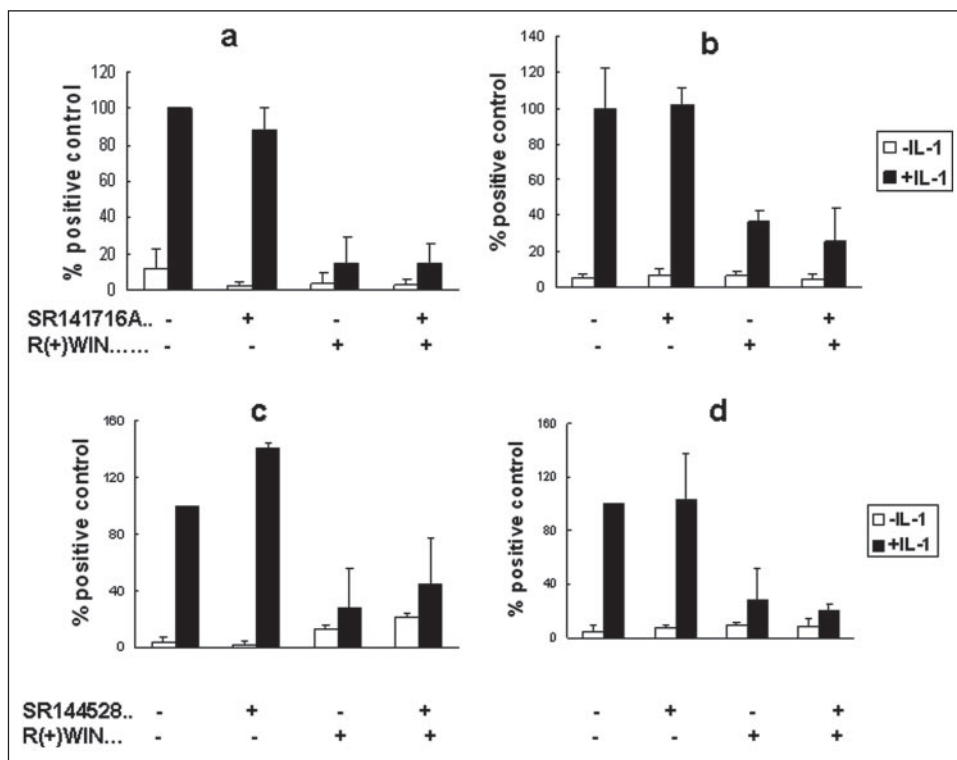 a
% positive control
120
100
80
60
40
20
0
SR141716A.. - + - +
R(+)WIN...... - - + +
b
% positive control
140
120
100
80
60
40
20
0
- + - +
- - + +
-IL-1
+IL-1
c
% positive control
160
120
80
40
0
SR144528.. - + - +
R(+)WIN... - - + +
d
% positive control
160
120
80
40
0
- + - +
- - + +
-IL-1
+IL-1